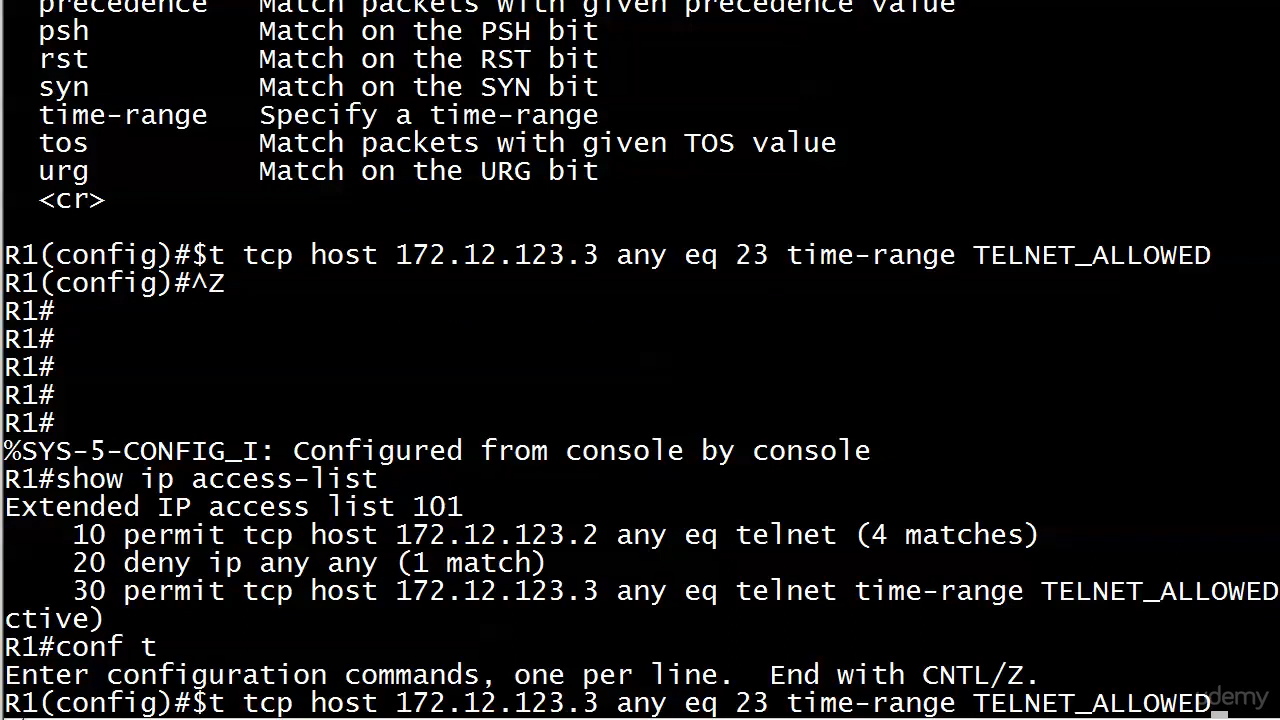 precedence   Match packets with given precedence value
psh          Match on the PSH bit
rst          Match on the RST bit
syn          Match on the SYN bit
time-range   Specify a time-range
tos          Match packets with given TOS value
urg          Match on the URG bit
<cr>
R1(config)#$t tcp host 172.12.123.3 any eq 23 time-range TELNET_ALLOWED
R1(config)#^Z
R1#
R1#
R1#
R1#
R1#
%SYS-5-CONFIG_I: Configured from console by console
R1#show ip access-list
Extended IP access list 101
    10 permit tcp host 172.12.123.2 any eq telnet (4 matches)
    20 deny ip any any (1 match)
    30 permit tcp host 172.12.123.3 any eq telnet time-range TELNET_ALLOWED
ctive)
R1#conf t
Enter configuration commands, one per line.  End with CNTL/Z.
R1(config)#$t tcp host 172.12.123.3 any eq 23 time-range TELNET_ALLOWED
udemy